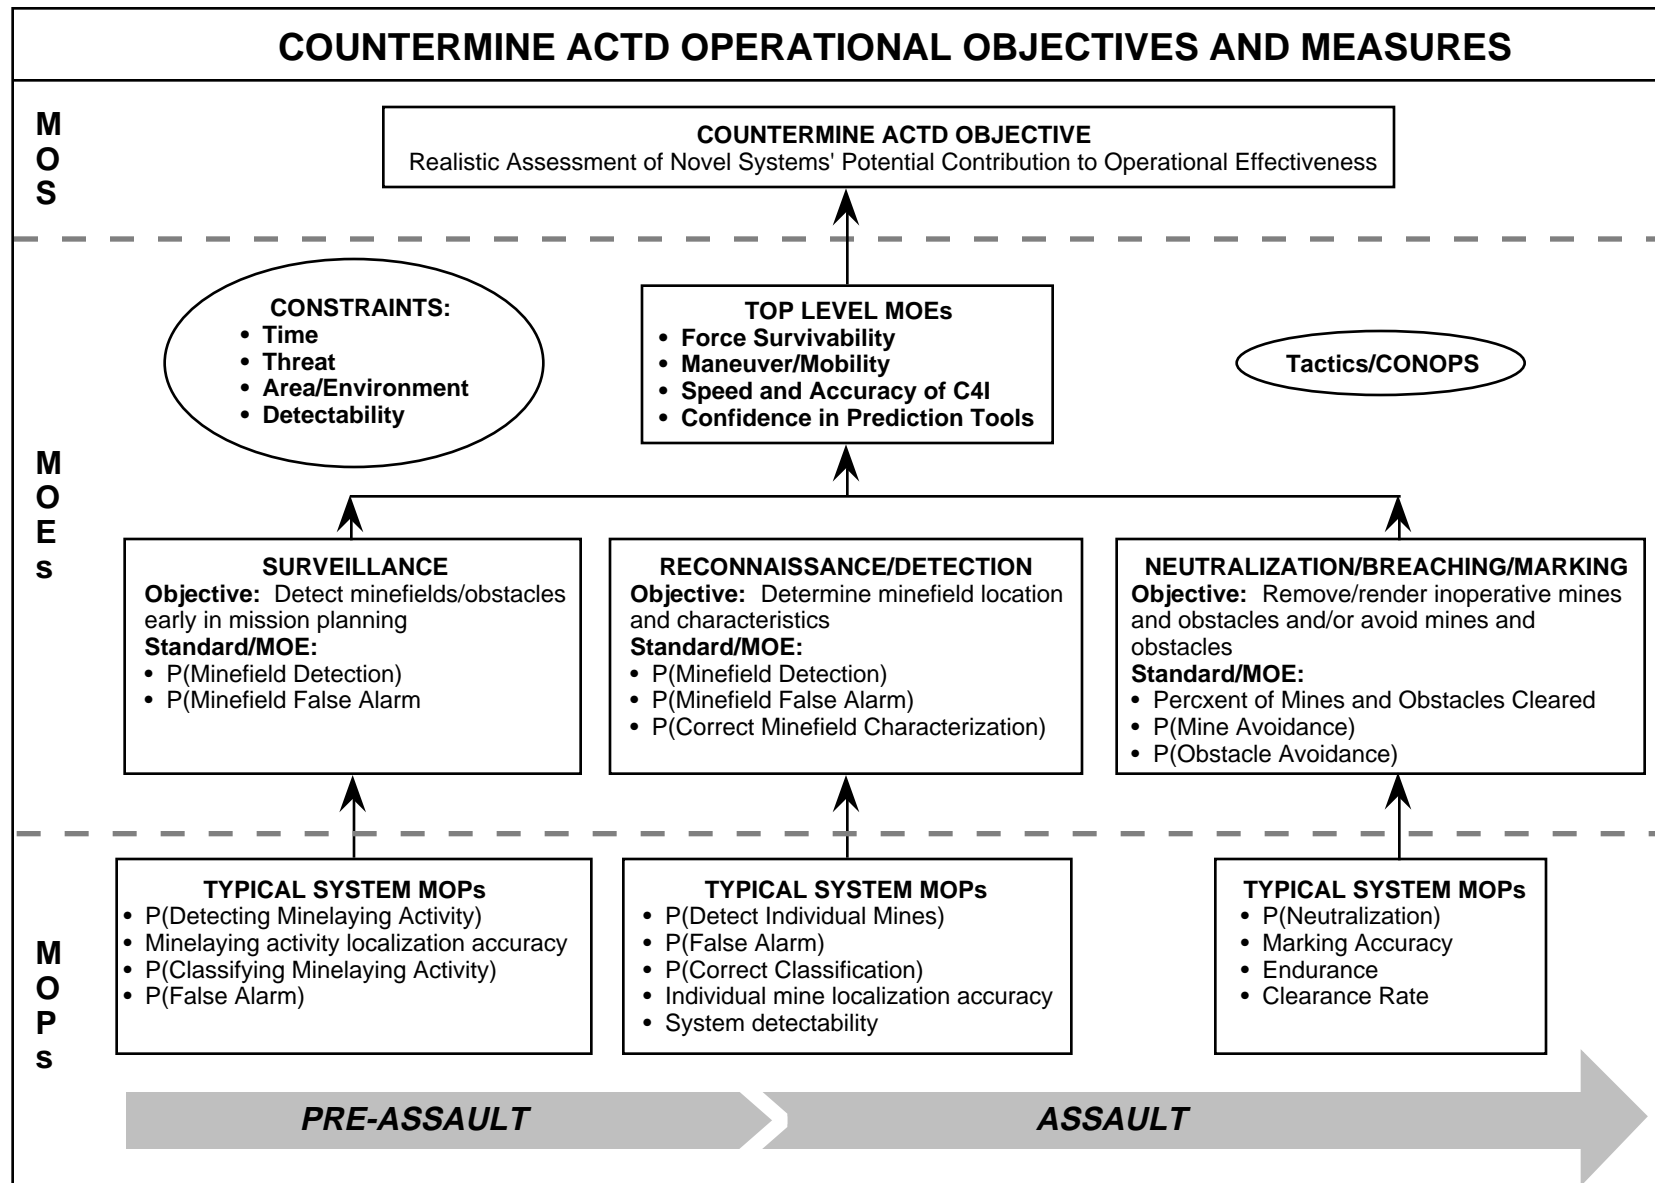 COUNTERMINE ACTD OPERATIONAL OBJECTIVES AND MEASURES
MOS
COUNTERMINE ACTD OBJECTIVE
Realistic Assessment of Novel Systems' Potential Contribution to Operational Effectiveness
MOEs
CONSTRAINTS:
• Time
• Threat
• Area/Environment
• Detectability
TOP LEVEL MOEs
• Force Survivability
• Maneuver/Mobility
• Speed and Accuracy of C4I
• Confidence in Prediction Tools
Tactics/CONOPS
SURVEILLANCE
Objective: Detect minefields/obstacles
early in mission planning
Standard/MOE:
• P(Minefield Detection)
• P(Minefield False Alarm
RECONNAISSANCE/DETECTION
Objective: Determine minefield location
and characteristics
Standard/MOE:
• P(Minefield Detection)
• P(Minefield False Alarm)
• P(Correct Minefield Characterization)
NEUTRALIZATION/BREACHING/MARKING
Objective: Remove/render inoperative mines
and obstacles and/or avoid mines and
obstacles
Standard/MOE:
• Percxent of Mines and Obstacles Cleared
• P(Mine Avoidance)
• P(Obstacle Avoidance)
MOPs
TYPICAL SYSTEM MOPs
• P(Detecting Minelaying Activity)
• Minelaying activity localization accuracy
• P(Classifying Minelaying Activity)
• P(False Alarm)
TYPICAL SYSTEM MOPs
• P(Detect Individual Mines)
• P(False Alarm)
• P(Correct Classification)
• Individual mine localization accuracy
• System detectability
TYPICAL SYSTEM MOPs
• P(Neutralization)
• Marking Accuracy
• Endurance
• Clearance Rate
PRE-ASSAULT
ASSAULT